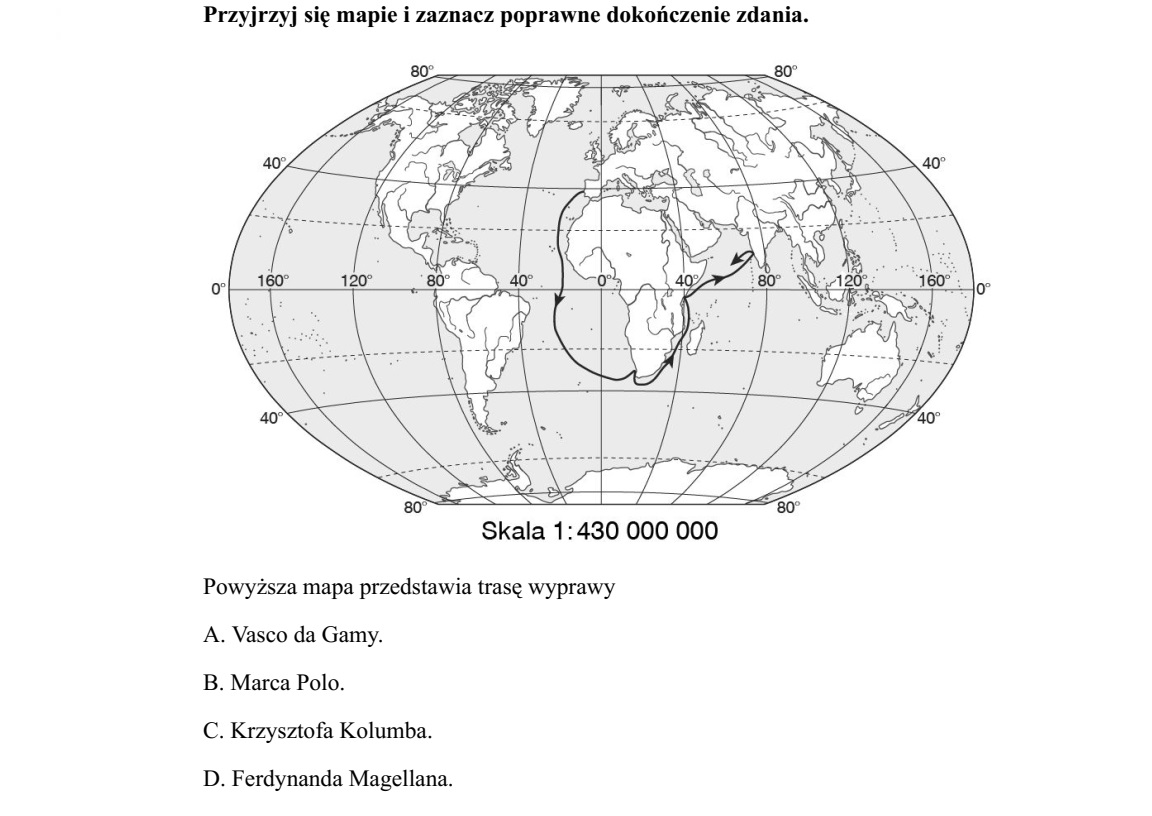 Przyjrzyj się mapie i zaznacz poprawne dokończenie zdania.
80° 80°
40° 40°
0° 160° 120° 80° 40° 0° 40° 80° 120° 160° 0°
40° 40°
80° 80°
Skala 1:430 000 000
Powyższa mapa przedstawia trasę wyprawy
A. Vasco da Gamy.
B. Marca Polo.
C. Krzysztofa Kolumba.
D. Ferdynanda Magellana.